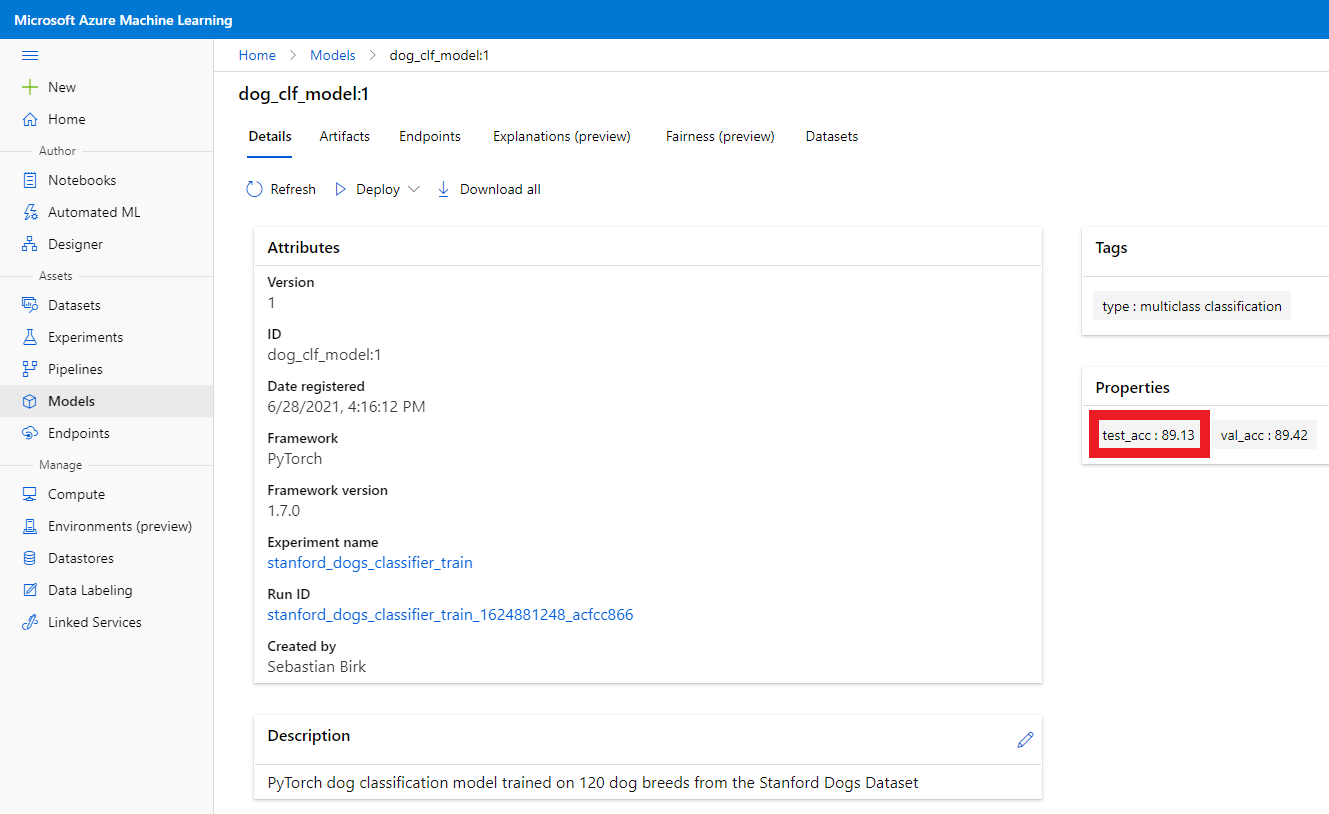 Microsoft Azure Machine Learning
New
Home
Author
Notebooks
Automated ML
Designer
Assets
Datasets
Experiments
Pipelines
Models
Endpoints
Manage
Compute
Environments (preview)
Datastores
Data Labeling
Linked Services
Home > Models > dog_clf_model:1
dog_clf_model:1
Details Artifacts Endpoints Explanations (preview) Fairness (preview) Datasets
Refresh Deploy Download all
Attributes
Version
1
ID
dog_clf_model:1
Date registered
6/28/2021, 4:16:12 PM
Framework
PyTorch
Framework version
1.7.0
Experiment name
stanford_dogs_classifier_train
Run ID
stanford_dogs_classifier_train_1624881248_acfcc866
Created by
Sebastian Birk
Description
PyTorch dog classification model trained on 120 dog breeds from the Stanford Dogs Dataset
Tags
type : multiclass classification
Properties
test_acc : 89.13 val_acc : 89.42